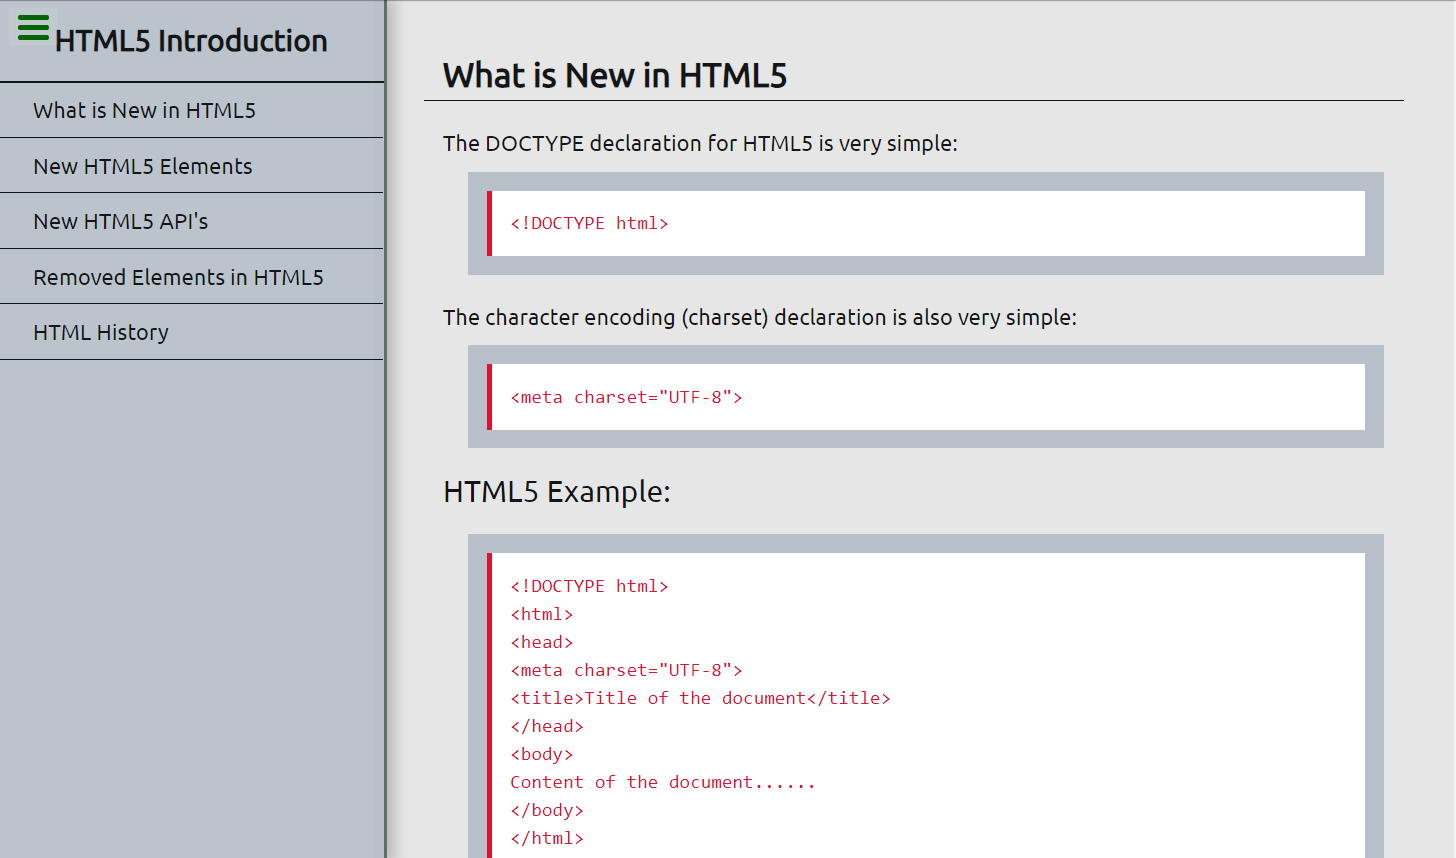 HTML5 Introduction
What is New in HTML5
New HTML5 Elements
New HTML5 API's
Removed Elements in HTML5
HTML History
What is New in HTML5
The DOCTYPE declaration for HTML5 is very simple:
<!DOCTYPE html>
The character encoding (charset) declaration is also very simple:
<meta charset="UTF-8">
HTML5 Example:
<!DOCTYPE html>
<html>
<head>
<meta charset="UTF-8">
<title>Title of the document</title>
</head>
<body>
Content of the document......
</body>
</html>